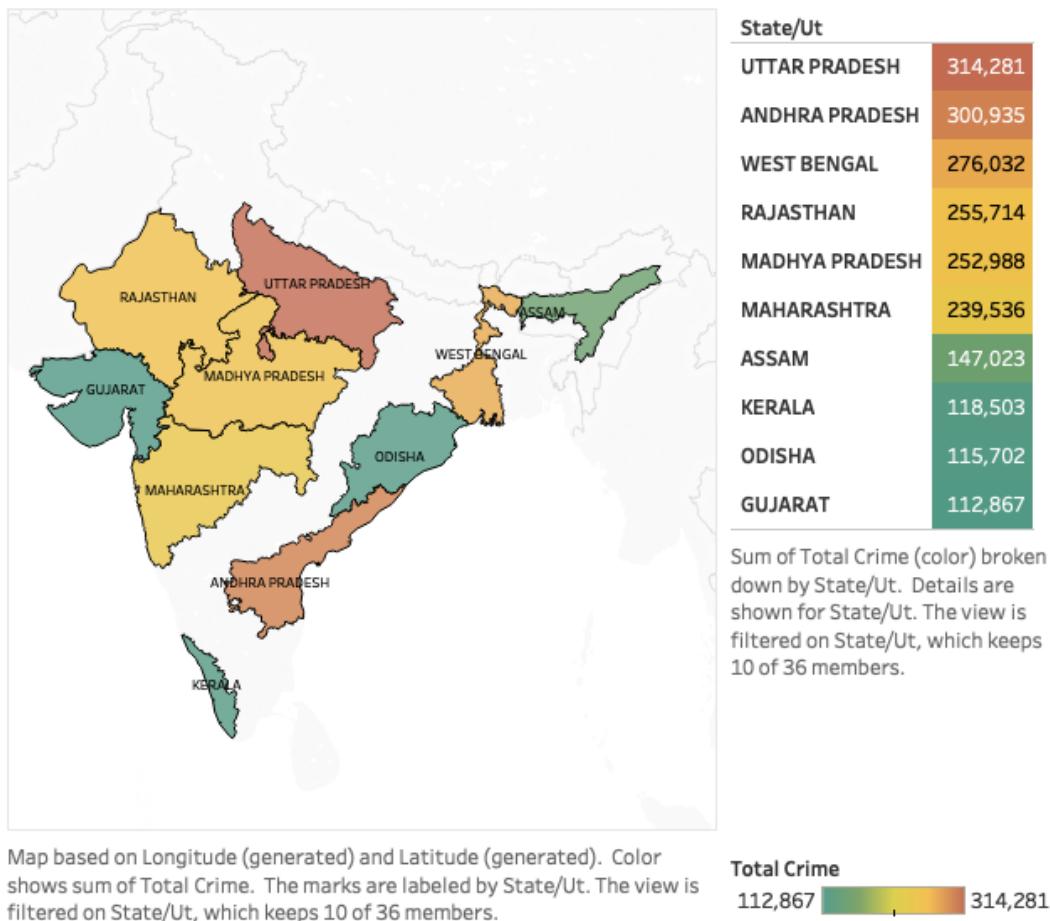 RAJASTHAN
UTTAR PRADESH
ASSAM
WEST BENGAL
GUJARAT
MADHYA PRADESH
ODISHA
MAHARASHTRA
ANDHRA PRADESH
KERALA
Map based on Longitude (generated) and Latitude (generated). Color
shows sum of Total Crime. The marks are labeled by State/Ut. The view is
filtered on State/Ut, which keeps 10 of 36 members.
State/Ut
UTTAR PRADESH 314,281
ANDHRA PRADESH 300,935
WEST BENGAL 276,032
RAJASTHAN 255,714
MADHYA PRADESH 252,988
MAHARASHTRA 239,536
ASSAM 147,023
KERALA 118,503
ODISHA 115,702
GUJARAT 112,867
Sum of Total Crime (color) broken
down by State/Ut. Details are
shown for State/Ut. The view is
filtered on State/Ut, which keeps
10 of 36 members.
Total Crime
112,867 314,281